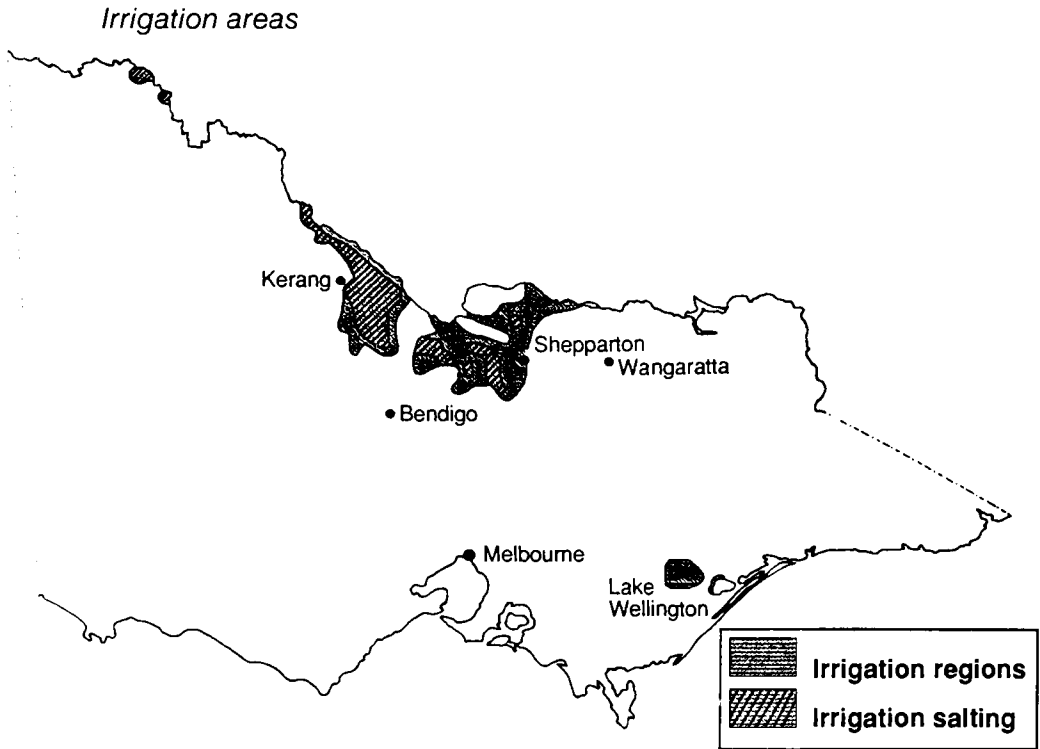 Irrigation areas
Kerang
Shepparton
Wangaratta
Bendigo
Melbourne
Lake
Wellington
Irrigation regions
Irrigation salting